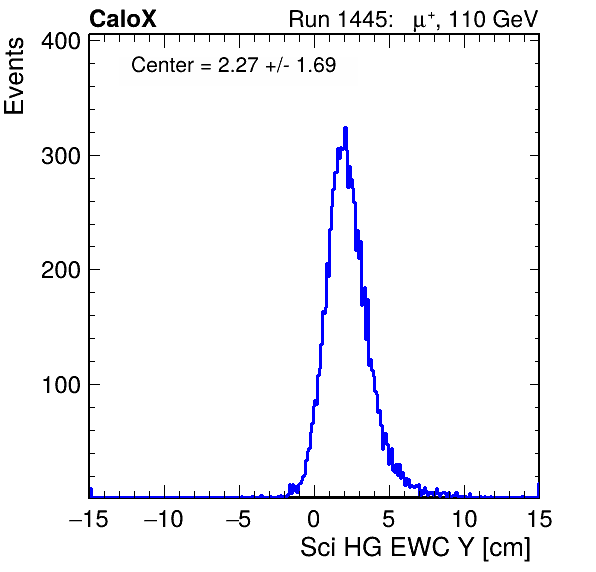 CaloX
Run 1445: μ⁺, 110 GeV
Events
Center = 2.27 +/- 1.69
400
300
200
100
−15 −10 −5 0 5 10 15
Sci HG EWC Y [cm]